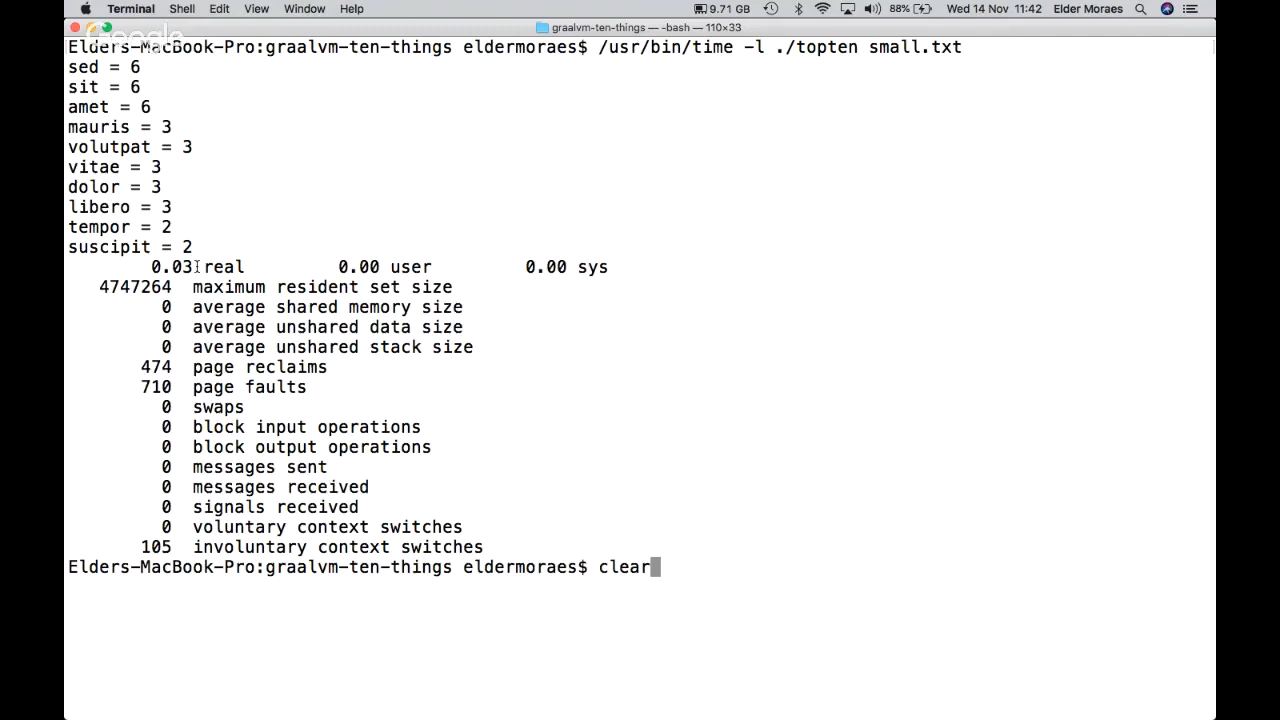 Terminal Shell Edit View Window Help 9.71 GB 88% Wed 14 Nov 11:42 Elder Moraes
graalvm-ten-things — -bash — 110×33
Google
Elders-MacBook-Pro:graalvm-ten-things eldermoraes$ /usr/bin/time -l ./topten small.txt
sed = 6
sit = 6
amet = 6
mauris = 3
volutpat = 3
vitae = 3
dolor = 3
libero = 3
tempor = 2
suscipit = 2
0.03 real 0.00 user 0.00 sys
4747264 maximum resident set size
0 average shared memory size
0 average unshared data size
0 average unshared stack size
474 page reclaims
710 page faults
0 swaps
0 block input operations
0 block output operations
0 messages sent
0 messages received
0 signals received
0 voluntary context switches
105 involuntary context switches
Elders-MacBook-Pro:graalvm-ten-things eldermoraes$ clear